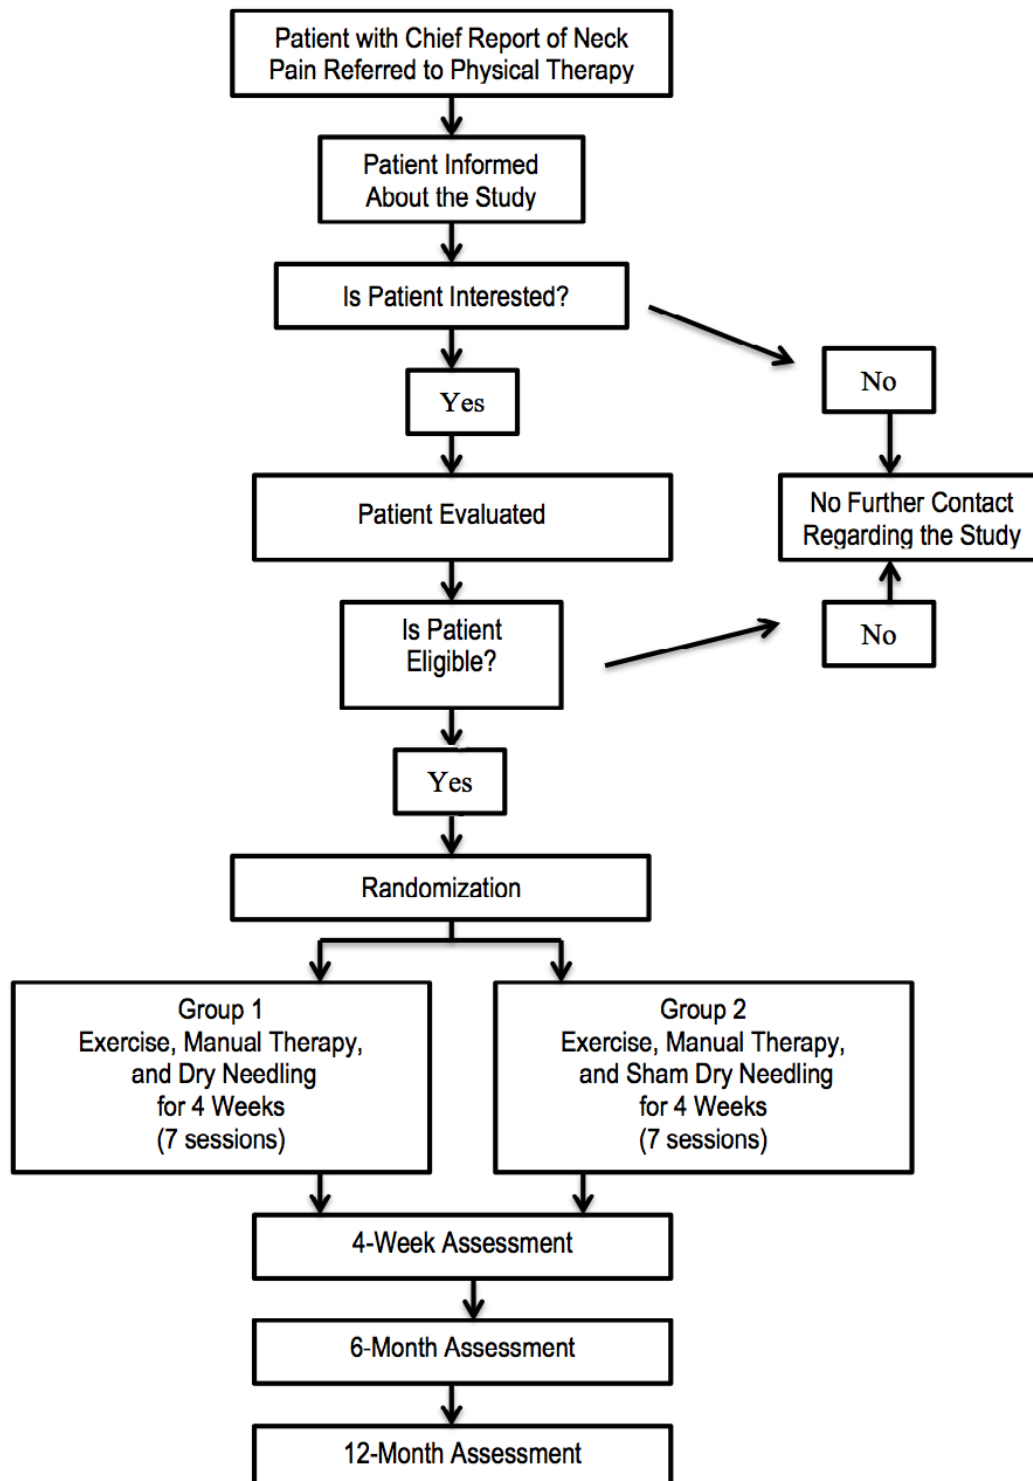 Patient with Chief Report of Neck
Pain Referred to Physical Therapy
Patient Informed
About the Study
Is Patient Interested?
No
Yes
No Further Contact
Regarding the Study
Patient Evaluated
No
Is Patient
Eligible?
Yes
Randomization
Group 1
Exercise, Manual Therapy,
and Dry Needling
for 4 Weeks
(7 sessions)
Group 2
Exercise, Manual Therapy,
and Sham Dry Needling
for 4 Weeks
(7 sessions)
4-Week Assessment
6-Month Assessment
12-Month Assessment